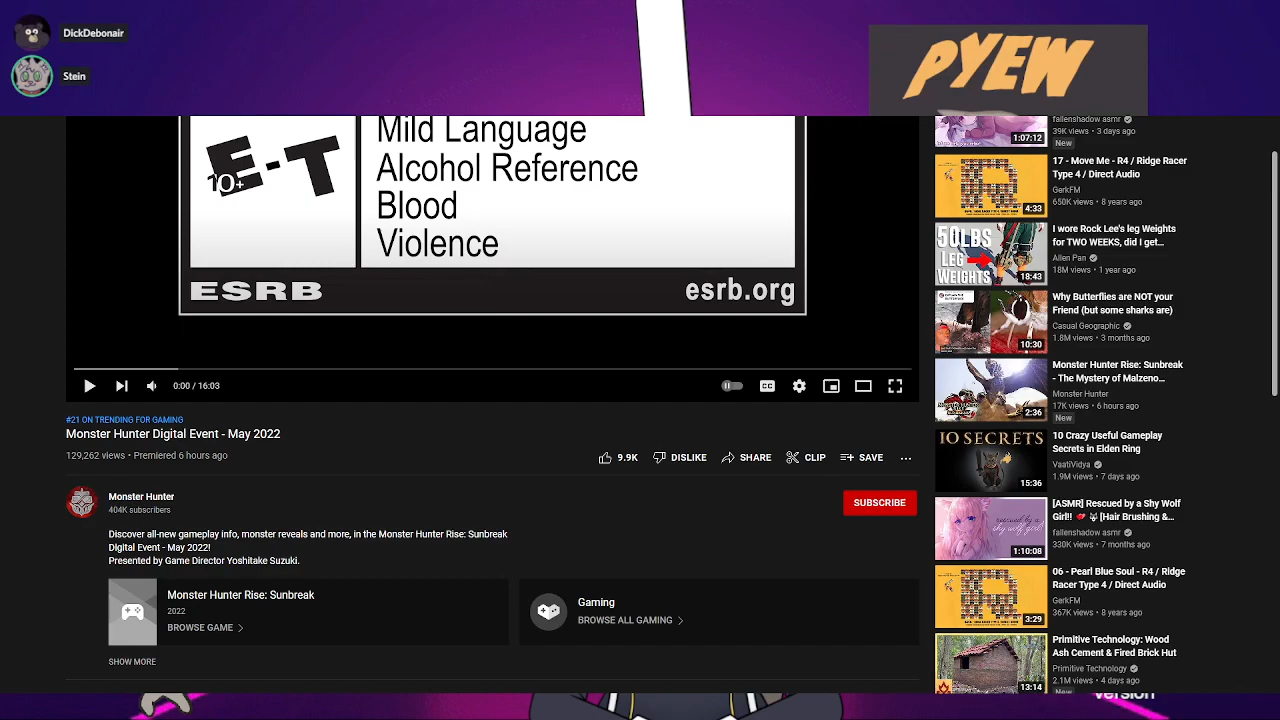 DickDebonair
Stein
PYEW
Mild Language
Alcohol Reference
Blood
Violence
E
10+
-T
ESRB
esrb.org
0:00 / 16:03
CC
#21 ON TRENDING FOR GAMING
Monster Hunter Digital Event - May 2022
129,262 views • Premiered 6 hours ago
9.9K
DISLIKE
SHARE
CLIP
SAVE
Monster Hunter
404K subscribers
SUBSCRIBE
Discover all-new gameplay info, monster reveals and more, in the Monster Hunter Rise: Sunbreak
Digital Event - May 2022!
Presented by Game Director Yoshitake Suzuki.
Monster Hunter Rise: Sunbreak
2022
BROWSE GAME
Gaming
BROWSE ALL GAMING
SHOW MORE
1:07:12
fallenshadow asmr
39K views • 3 days ago
New
4:33
17 - Move Me - R4 / Ridge Racer
Type 4 / Direct Audio
GerkFM
650K views • 8 years ago
50LBS
LEG
WEIGHTS
18:43
I wore Rock Lee's leg Weights
for TWO WEEKS, did I get...
Allen Pan
18M views • 1 year ago
10:30
Why Butterflies are NOT your
Friend (but some sharks are)
Casual Geographic
1.8M views • 3 months ago
2:36
Monster Hunter Rise: Sunbreak
- The Mystery of Malzeno...
Monster Hunter
17K views • 6 hours ago
New
10 SECRETS
15:36
10 Crazy Useful Gameplay
Secrets in Elden Ring
VaatiVidya
1.9M views • 7 days ago
rescued by a
shy wolf girl
1:10:08
[ASMR] Rescued by a Shy Wolf
Girl!! [Hair Brushing &...
fallenshadow asmr
330K views • 7 months ago
3:29
06 - Pearl Blue Soul - R4 / Ridge
Racer Type 4 / Direct Audio
GerkFM
367K views • 8 years ago
13:14
Primitive Technology: Wood
Ash Cement & Fired Brick Hut
Primitive Technology
2.1M views • 4 days ago
New
version